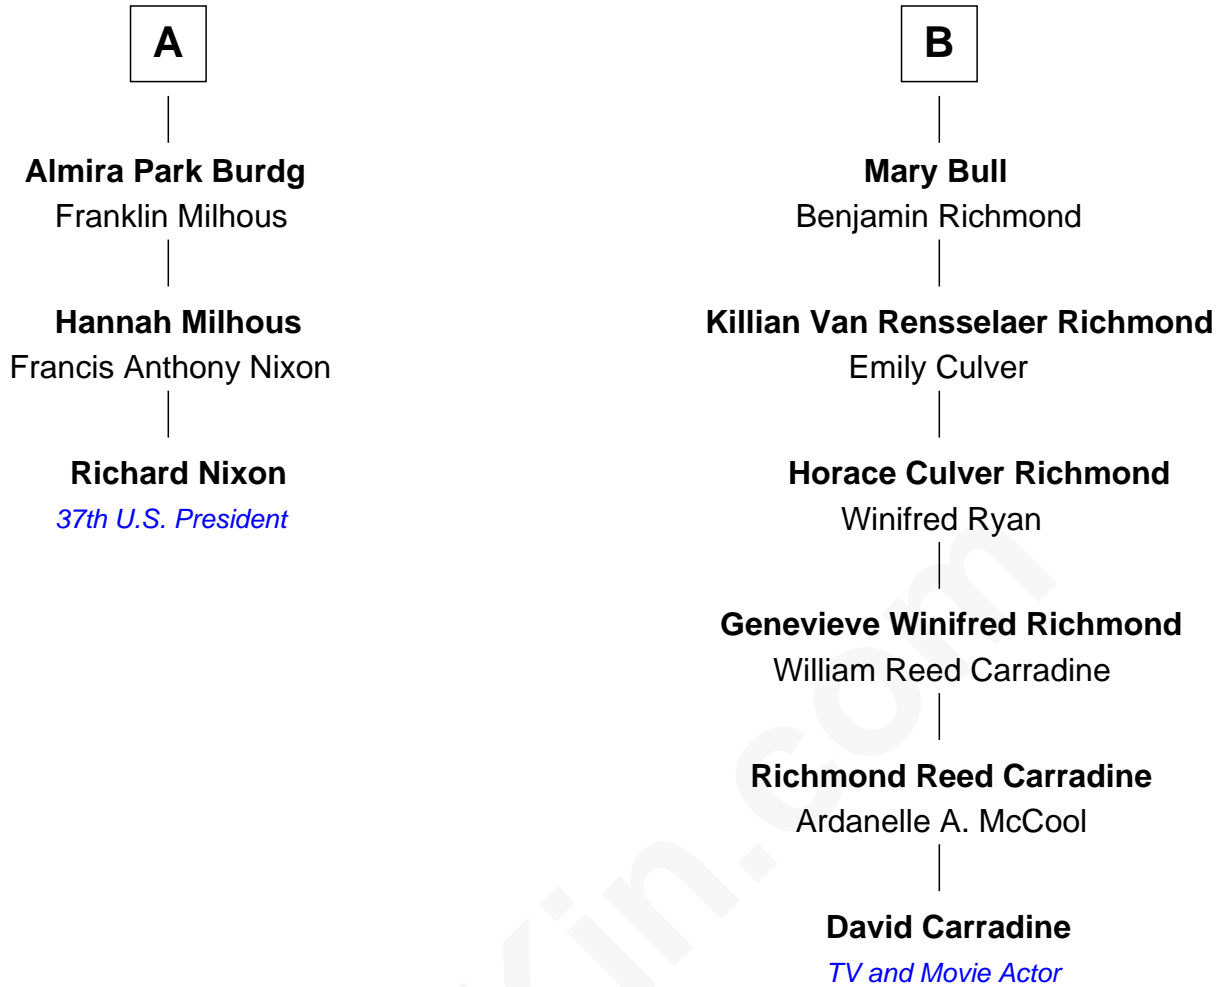 A
Almira Park Burdg
Franklin Milhous
Hannah Milhous
Francis Anthony Nixon
Richard Nixon
37th U.S. President
B
Mary Bull
Benjamin Richmond
Killian Van Rensselaer Richmond
Emily Culver
Horace Culver Richmond
Winifred Ryan
Genevieve Winifred Richmond
William Reed Carradine
Richmond Reed Carradine
Ardanelle A. McCool
David Carradine
TV and Movie Actor
Kin.com